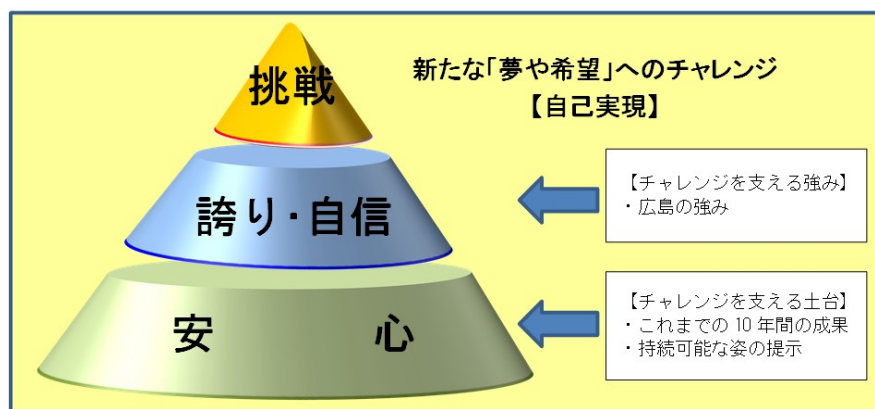 挑戦
新たな「夢や希望」へのチャレンジ
【自己実現】
誇り・自信
【チャレンジを支える強み】
・広島の強み
安 心
【チャレンジを支える土台】
・これまでの 10 年間の成果
・持続可能な姿の提示